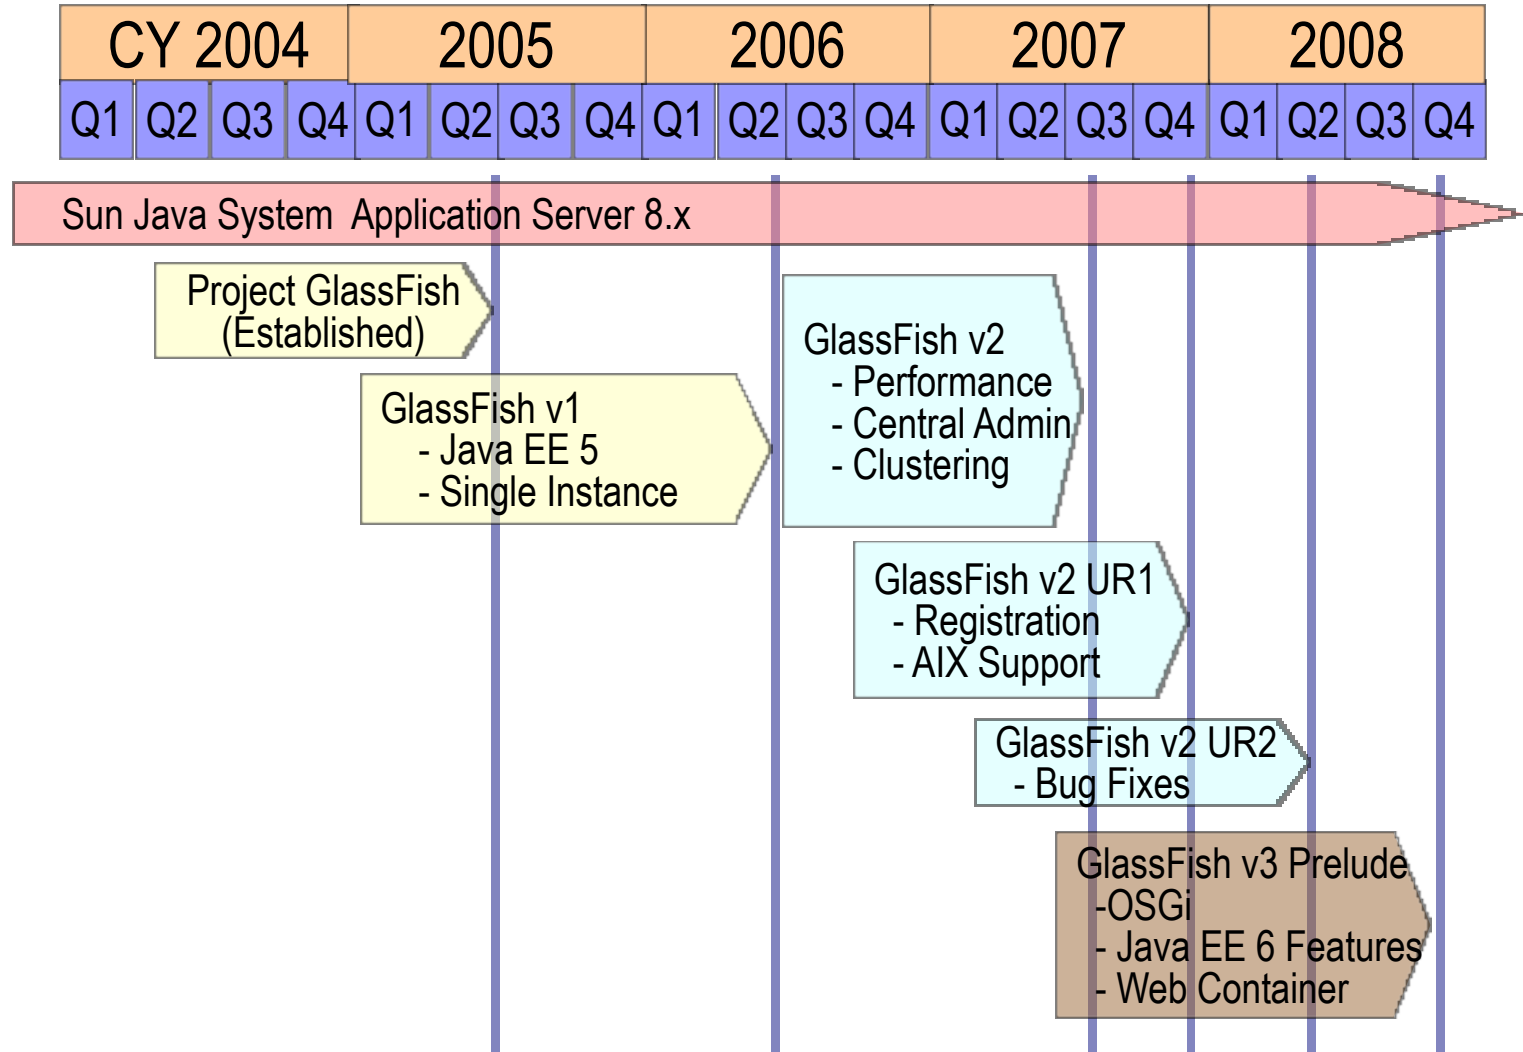 CY 2004 2005 2006 2007 2008
Q1 Q2 Q3 Q4 Q1 Q2 Q3 Q4 Q1 Q2 Q3 Q4 Q1 Q2 Q3 Q4 Q1 Q2 Q3 Q4
Sun Java System Application Server 8.x
Project GlassFish
(Established)
GlassFish v1
- Java EE 5
- Single Instance
GlassFish v2
- Performance
- Central Admin
- Clustering
GlassFish v2 UR1
- Registration
- AIX Support
GlassFish v2 UR2
- Bug Fixes
GlassFish v3 Prelude
-OSGi
- Java EE 6 Features
- Web Container